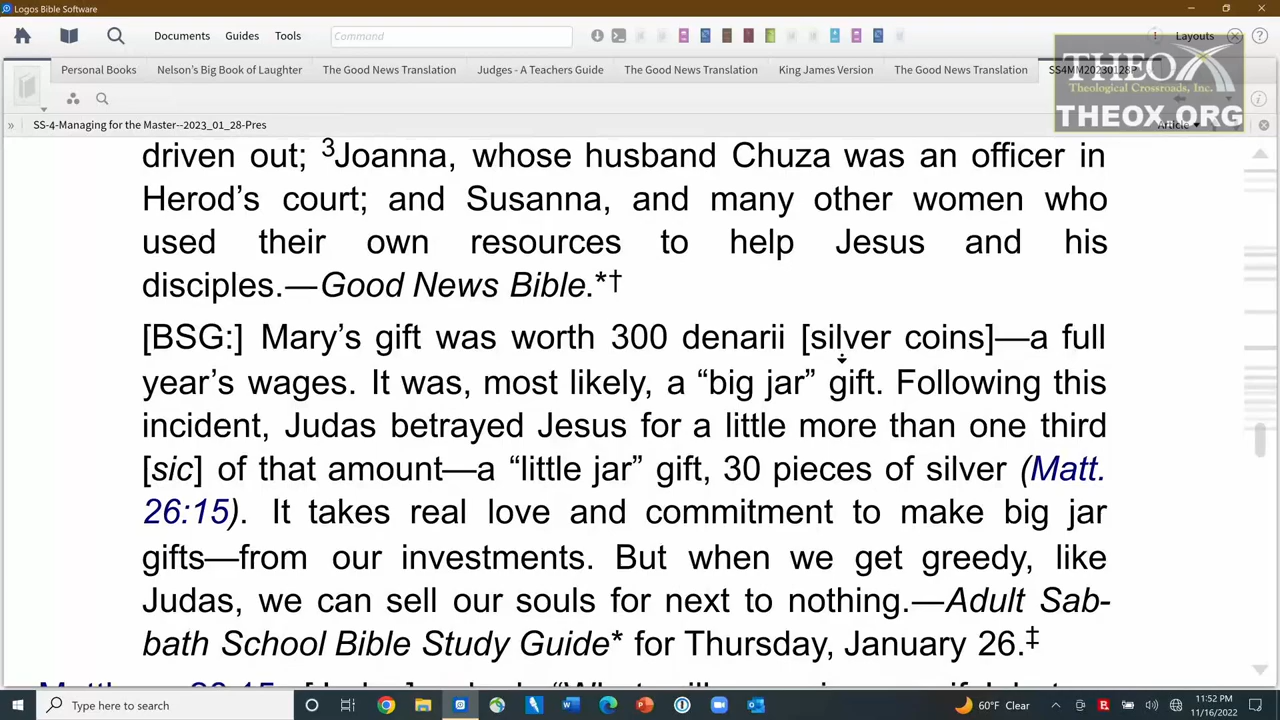 Logos Bible Software
Documents Guides Tools Command Layouts
Personal Books Nelson's Big Book of Laughter The G Judges - A Teachers Guide The Good News Translation King James Version The Good News Translation SS4MM20230128P
THEOX
Theological Crossroads, Inc.
THEOX.ORG
SS-4-Managing for the Master--2023_01_28-Pres Article
driven out; 3Joanna, whose husband Chuza was an officer in
Herod's court; and Susanna, and many other women who
used their own resources to help Jesus and his
disciples.—Good News Bible.*†
[BSG:] Mary's gift was worth 300 denarii [silver coins]—a full
year's wages. It was, most likely, a “big jar” gift. Following this
incident, Judas betrayed Jesus for a little more than one third
[sic] of that amount—a “little jar” gift, 30 pieces of silver (Matt.
26:15). It takes real love and commitment to make big jar
gifts—from our investments. But when we get greedy, like
Judas, we can sell our souls for next to nothing.—Adult Sab-
bath School Bible Study Guide* for Thursday, January 26.‡
Type here to search 60°F Clear 11:52 PM
11/16/2022